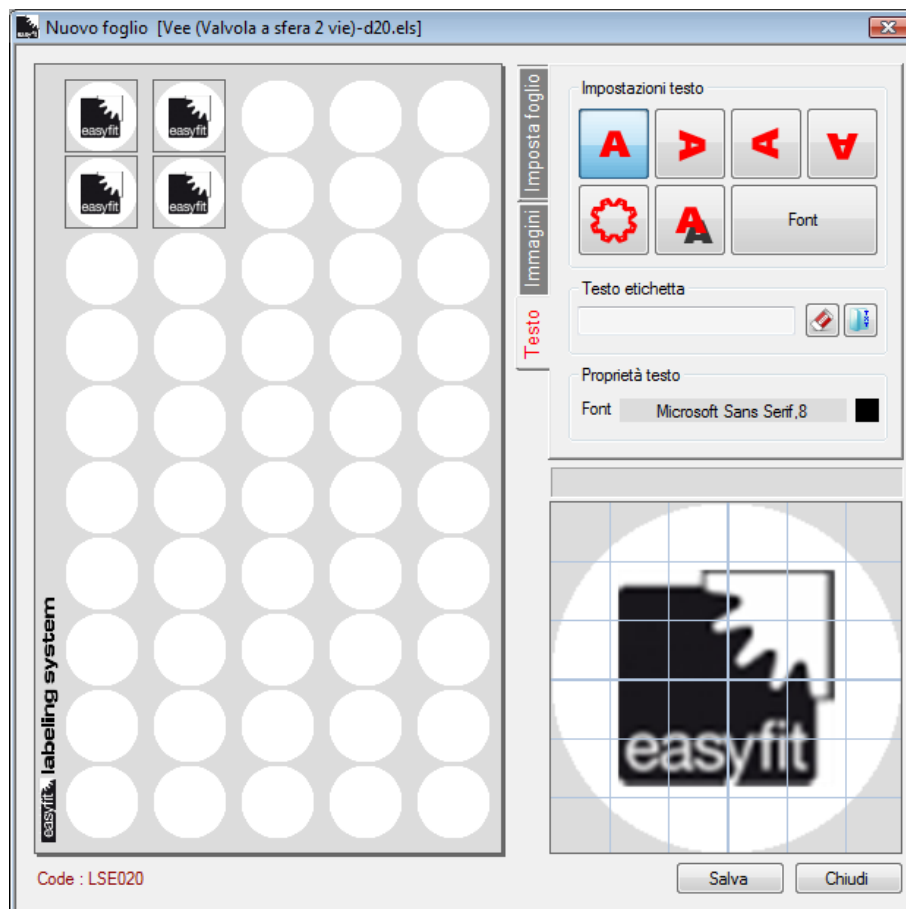 Nuovo foglio  [Vee (Valvola a sfera 2 vie)-d20.els]
easyfit
easyfit
easyfit
easyfit
easyfit labeling system
Code : LSE020
Imposta foglio
Immagini
Testo
Impostazioni testo
A
A
A
A
A
A
Font
Testo etichetta
TXT
Proprietà testo
Font
Microsoft Sans Serif,8
easyfit
Salva
Chiudi